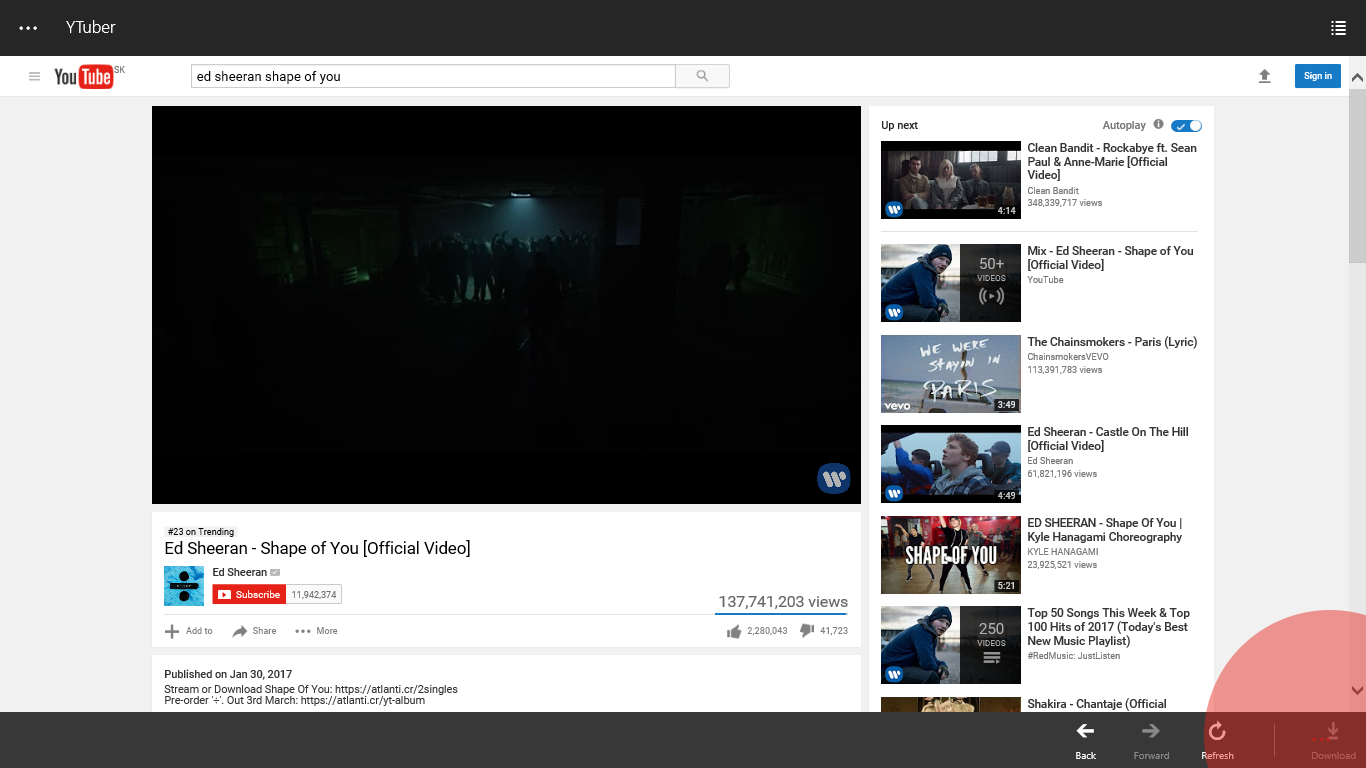 YTuber
YouTube SK
ed sheeran shape of you
Sign in
#23 on Trending
Ed Sheeran - Shape of You [Official Video]
Ed Sheeran
Subscribe 11,942,374
137,741,203 views
Add to Share More 2,280,043 41,723
Published on Jan 30, 2017
Stream or Download Shape Of You: https://atlanti.cr/2singles
Pre-order '÷'. Out 3rd March: https://atlanti.cr/yt-album
Up next Autoplay
4:14
Clean Bandit - Rockabye ft. Sean
Paul & Anne-Marie [Official
Video]
Clean Bandit
348,339,717 views
50+
VIDEOS
Mix - Ed Sheeran - Shape of You
[Official Video]
YouTube
WE WERE
STAYIN IN
PARIS
vevo
3:49
The Chainsmokers - Paris (Lyric)
ChainsmokersVEVO
113,391,783 views
4:49
Ed Sheeran - Castle On The Hill
[Official Video]
Ed Sheeran
61,821,196 views
SHAPE OF YOU
5:21
ED SHEERAN - Shape Of You |
Kyle Hanagami Choreography
KYLE HANAGAMI
23,925,521 views
250
VIDEOS
Top 50 Songs This Week & Top
100 Hits of 2017 (Today's Best
New Music Playlist)
#RedMusic: JustListen
Shakira - Chantaje (Official
Back Forward Refresh Download